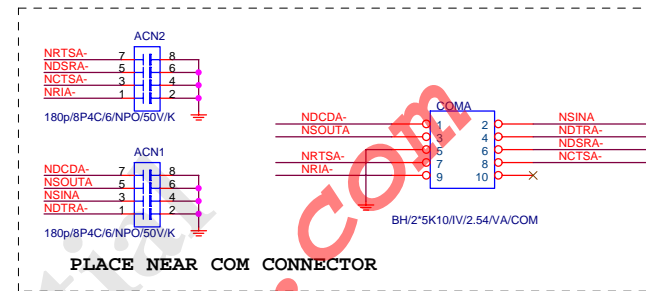 ACN2
NRTSA- 7 8
NDSRA- 5 6
NCTSA- 3 4
NRIA- 1 2
180p/8P4C/6/NPO/50V/K
ACN1
NDCDA- 7 8
NSOUTA 5 6
NSINA 3 4
NDTRA- 1 2
180p/8P4C/6/NPO/50V/K
COMA
NDCDA- 1 2 NSINA
NSOUTA 3 4 NDTRA-
5 6 NDSRA-
NRTSA- 7 8 NCTSA-
NRIA- 9 10
BH/2*5K10/IV/2.54/VA/COM
PLACE NEAR COM CONNECTOR
tial
.com